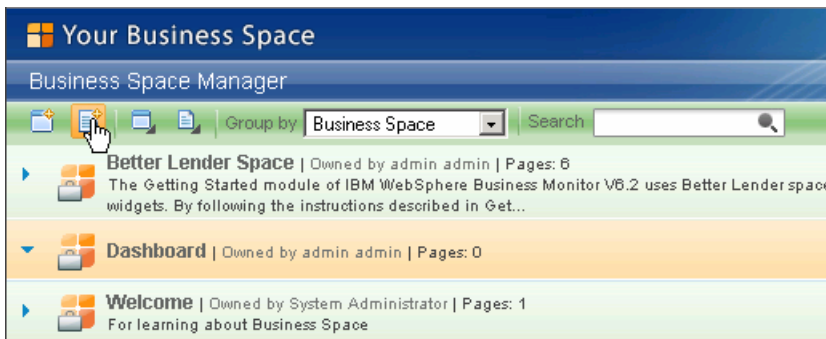 Your Business Space
Business Space Manager
Group by Business Space Search
Better Lender Space | Owned by admin admin | Pages: 6
The Getting Started module of IBM WebSphere Business Monitor V6.2 uses Better Lender space
widgets. By following the instructions described in Get...
Dashboard | Owned by admin admin | Pages: 0
Welcome | Owned by System Administrator | Pages: 1
For learning about Business Space